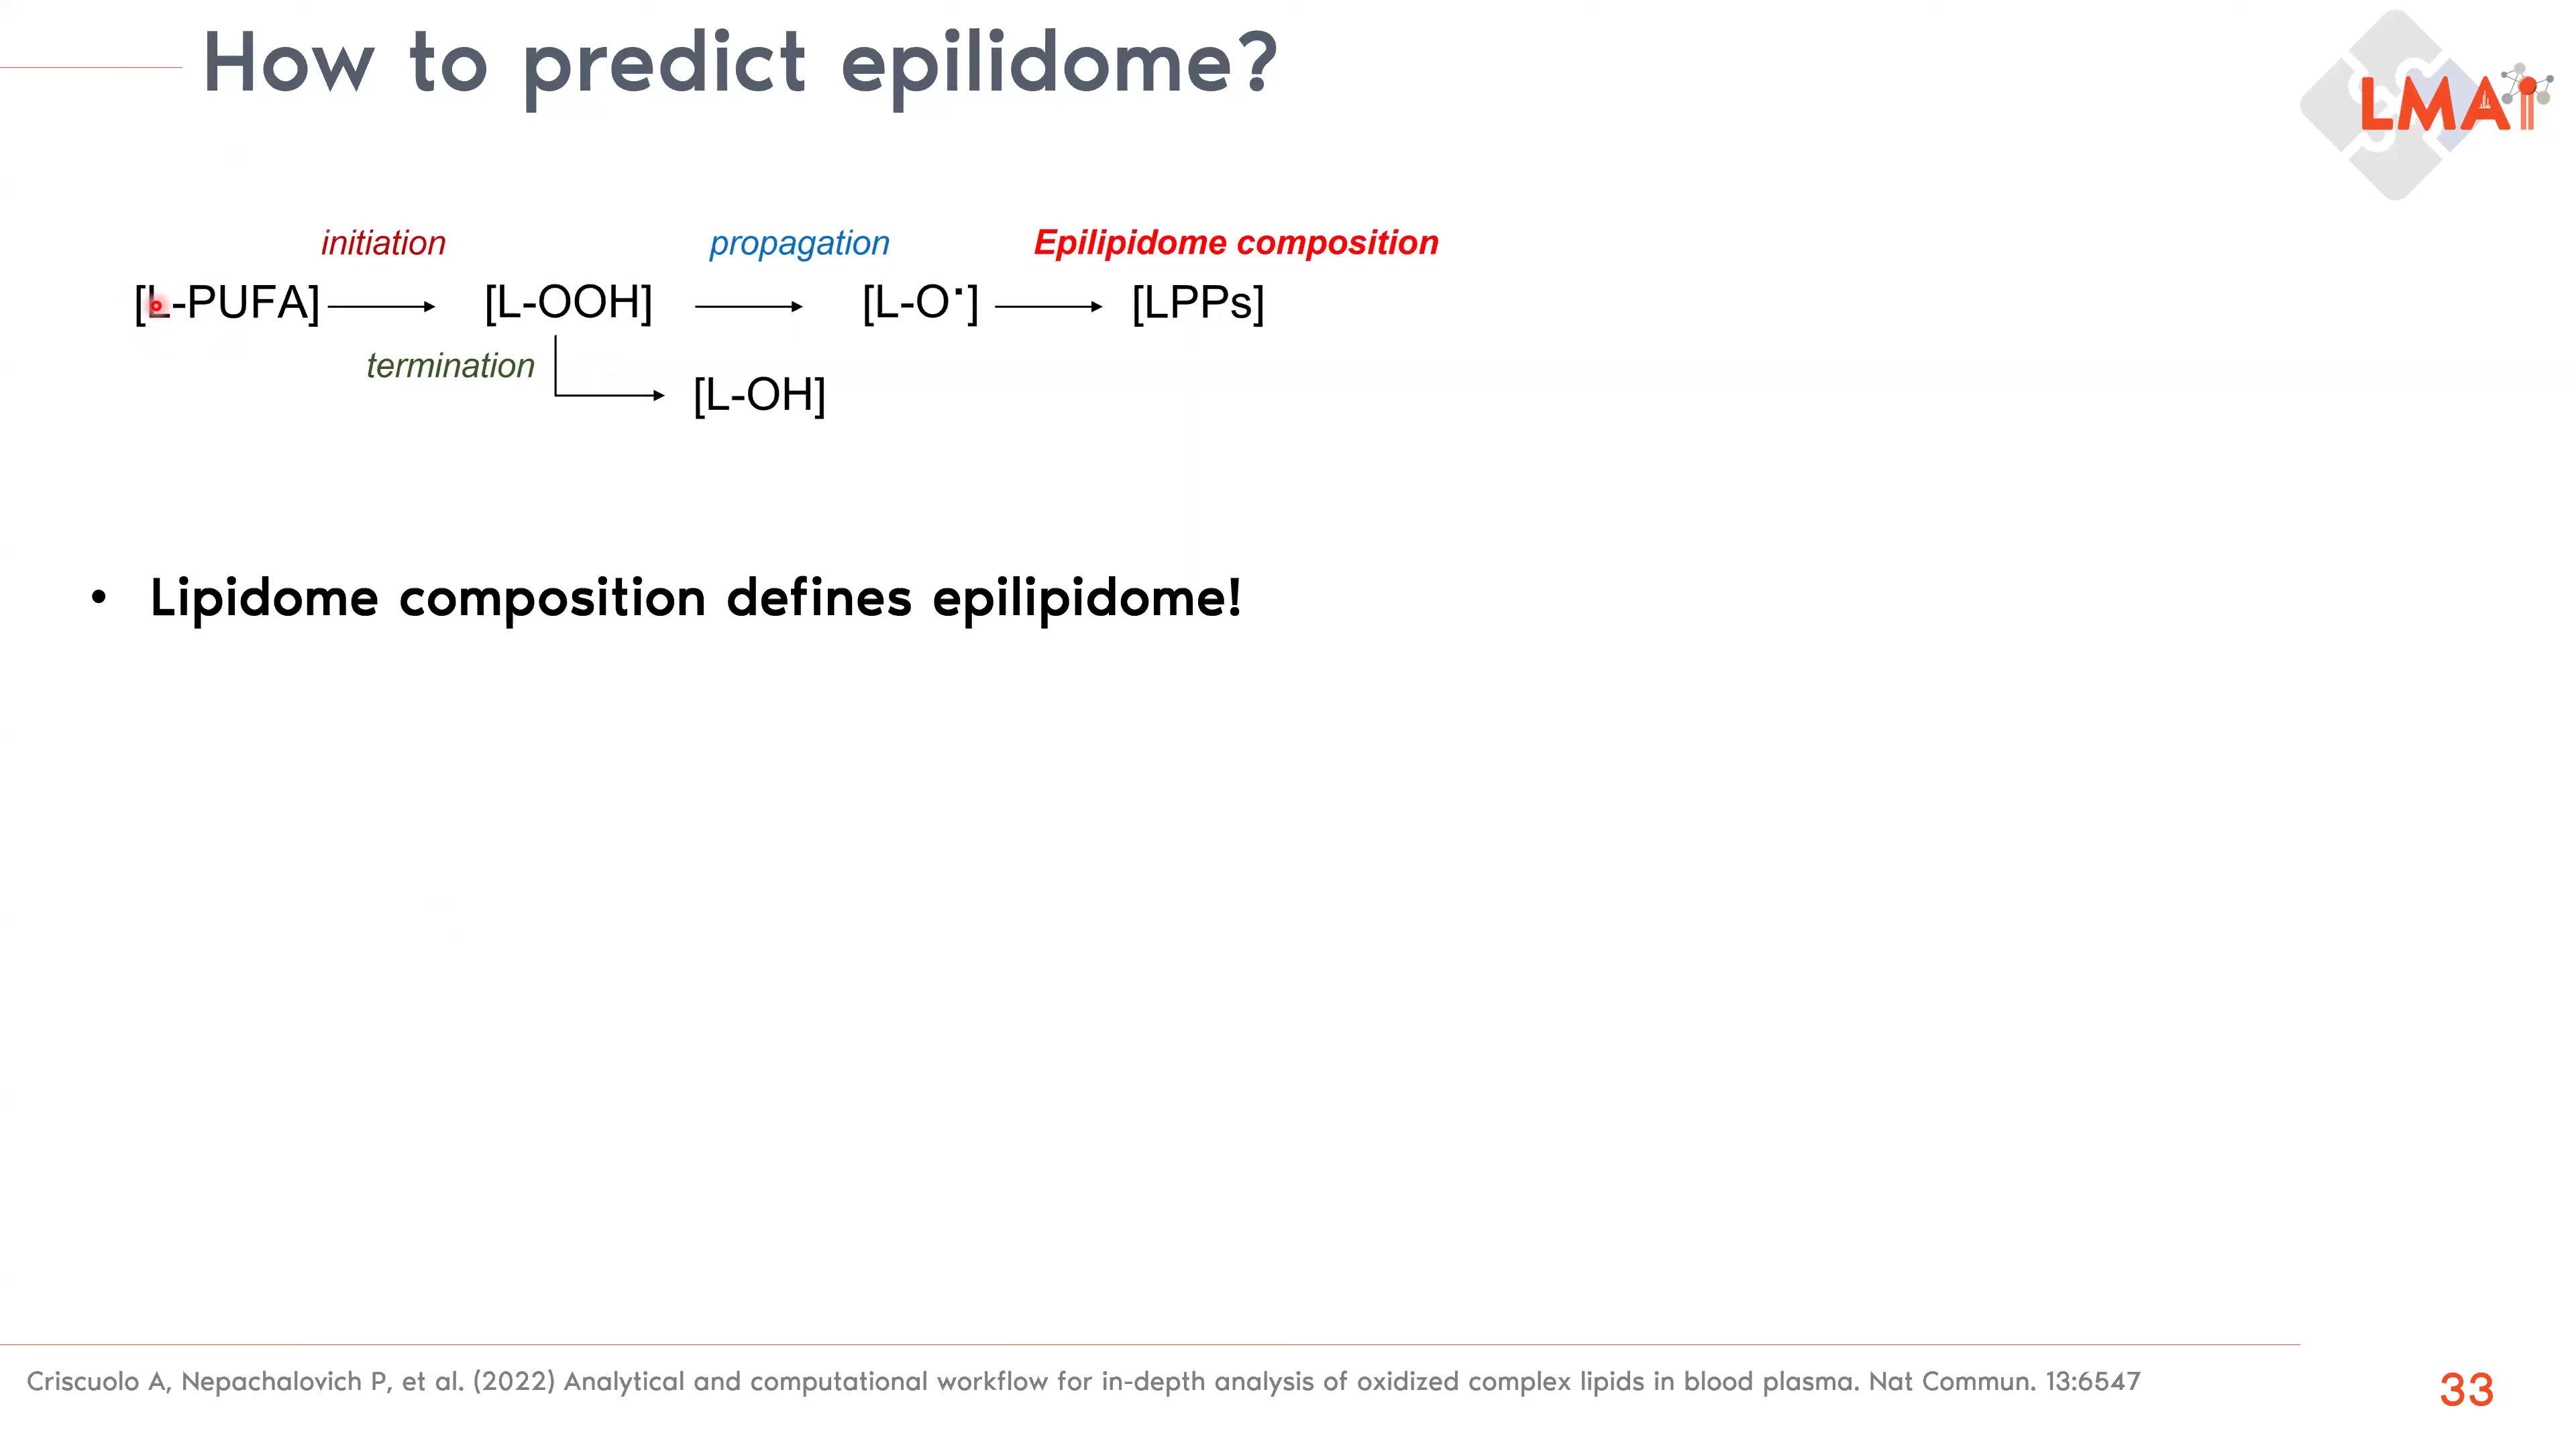 How to predict epilidome?
LMAi
initiation propagation Epilipidome composition
[L-PUFA] [L-OOH] [L-O˙] [LPPs]
termination
[L-OH]
• Lipidome composition defines epilipidome!
Criscuolo A, Nepachalovich P, et al. (2022) Analytical and computational workflow for in-depth analysis of oxidized complex lipids in blood plasma. Nat Commun. 13:6547
33